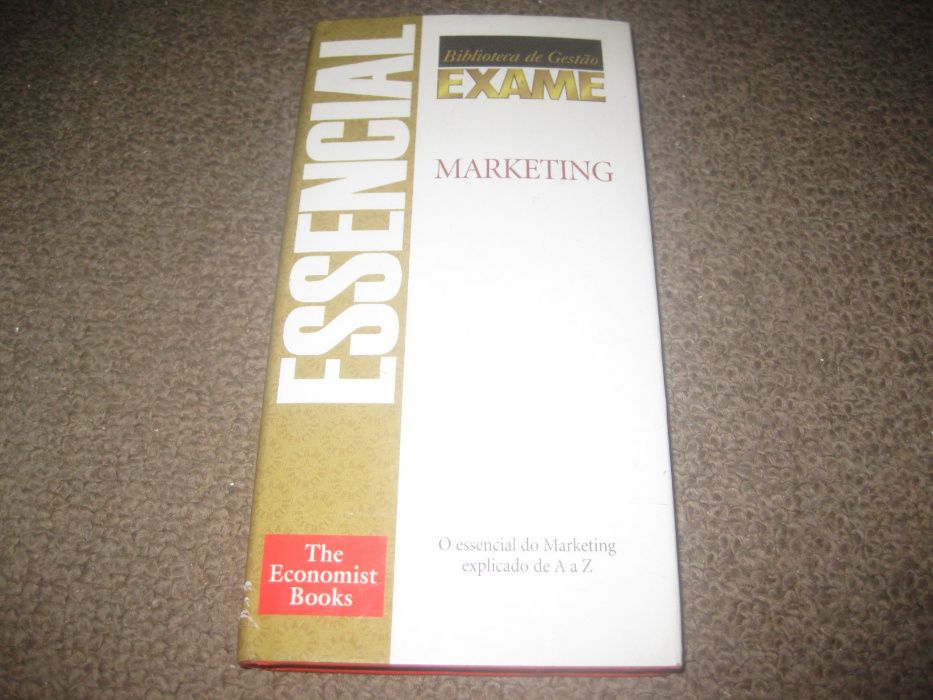 ESSENCIAL
Biblioteca de Gestão
EXAME
MARKETING
O essencial do Marketing
explicado de A a Z
The
Economist
Books